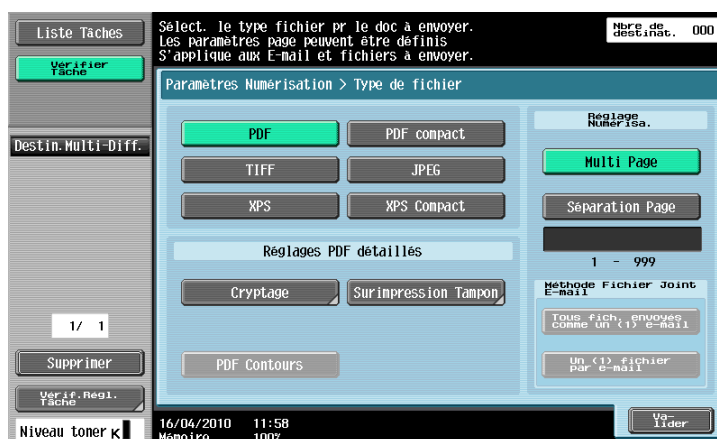 Liste Tâches
Vérifier
Tâche
Destin.Multi-Diff.
1/ 1
Supprimer
Vérif.Régl.
Tâche
Niveau toner K
Sélect. le type fichier pr le doc à envoyer.
Les paramètres page peuvent être définis
S'applique aux E-mail et fichiers à envoyer.
Nbre de
destinat. 000
Paramètres Numérisation > Type de fichier
PDF
PDF compact
TIFF
JPEG
XPS
XPS Compact
Réglages PDF détaillés
Cryptage
Surimpression Tampon
PDF Contours
Réglage
Numérisa.
Multi Page
Séparation Page
1 - 999
Méthode Fichier Joint
E-mail
Tous fich. envoyés
comme un (1) e-mail
Un (1) fichier
par e-mail
16/04/2010 11:58
Mémoire 100%
Va-
lider